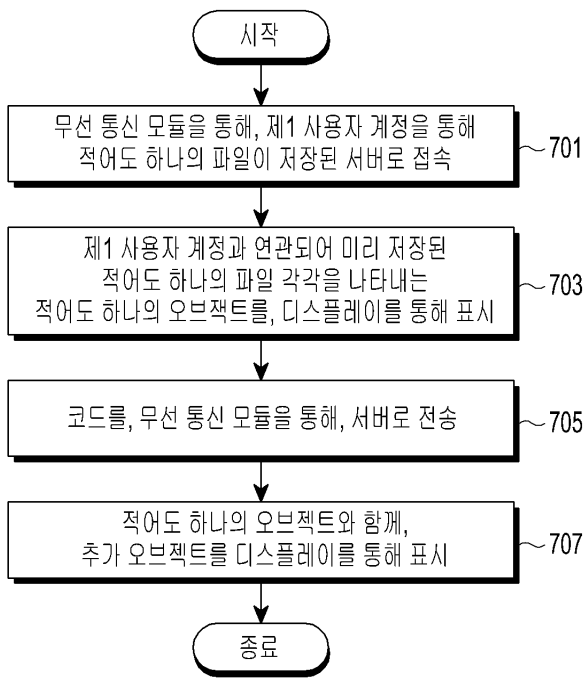 시작
무선 통신 모듈을 통해, 제1 사용자 계정을 통해
적어도 하나의 파일이 저장된 서버로 접속
701
제1 사용자 계정과 연관되어 미리 저장된
적어도 하나의 파일 각각을 나타내는
적어도 하나의 오브잭트를, 디스플레이를 통해 표시
703
코드를, 무선 통신 모듈을 통해, 서버로 전송
705
적어도 하나의 오브젝트와 함께,
추가 오브젝트를 디스플레이를 통해 표시
707
종료